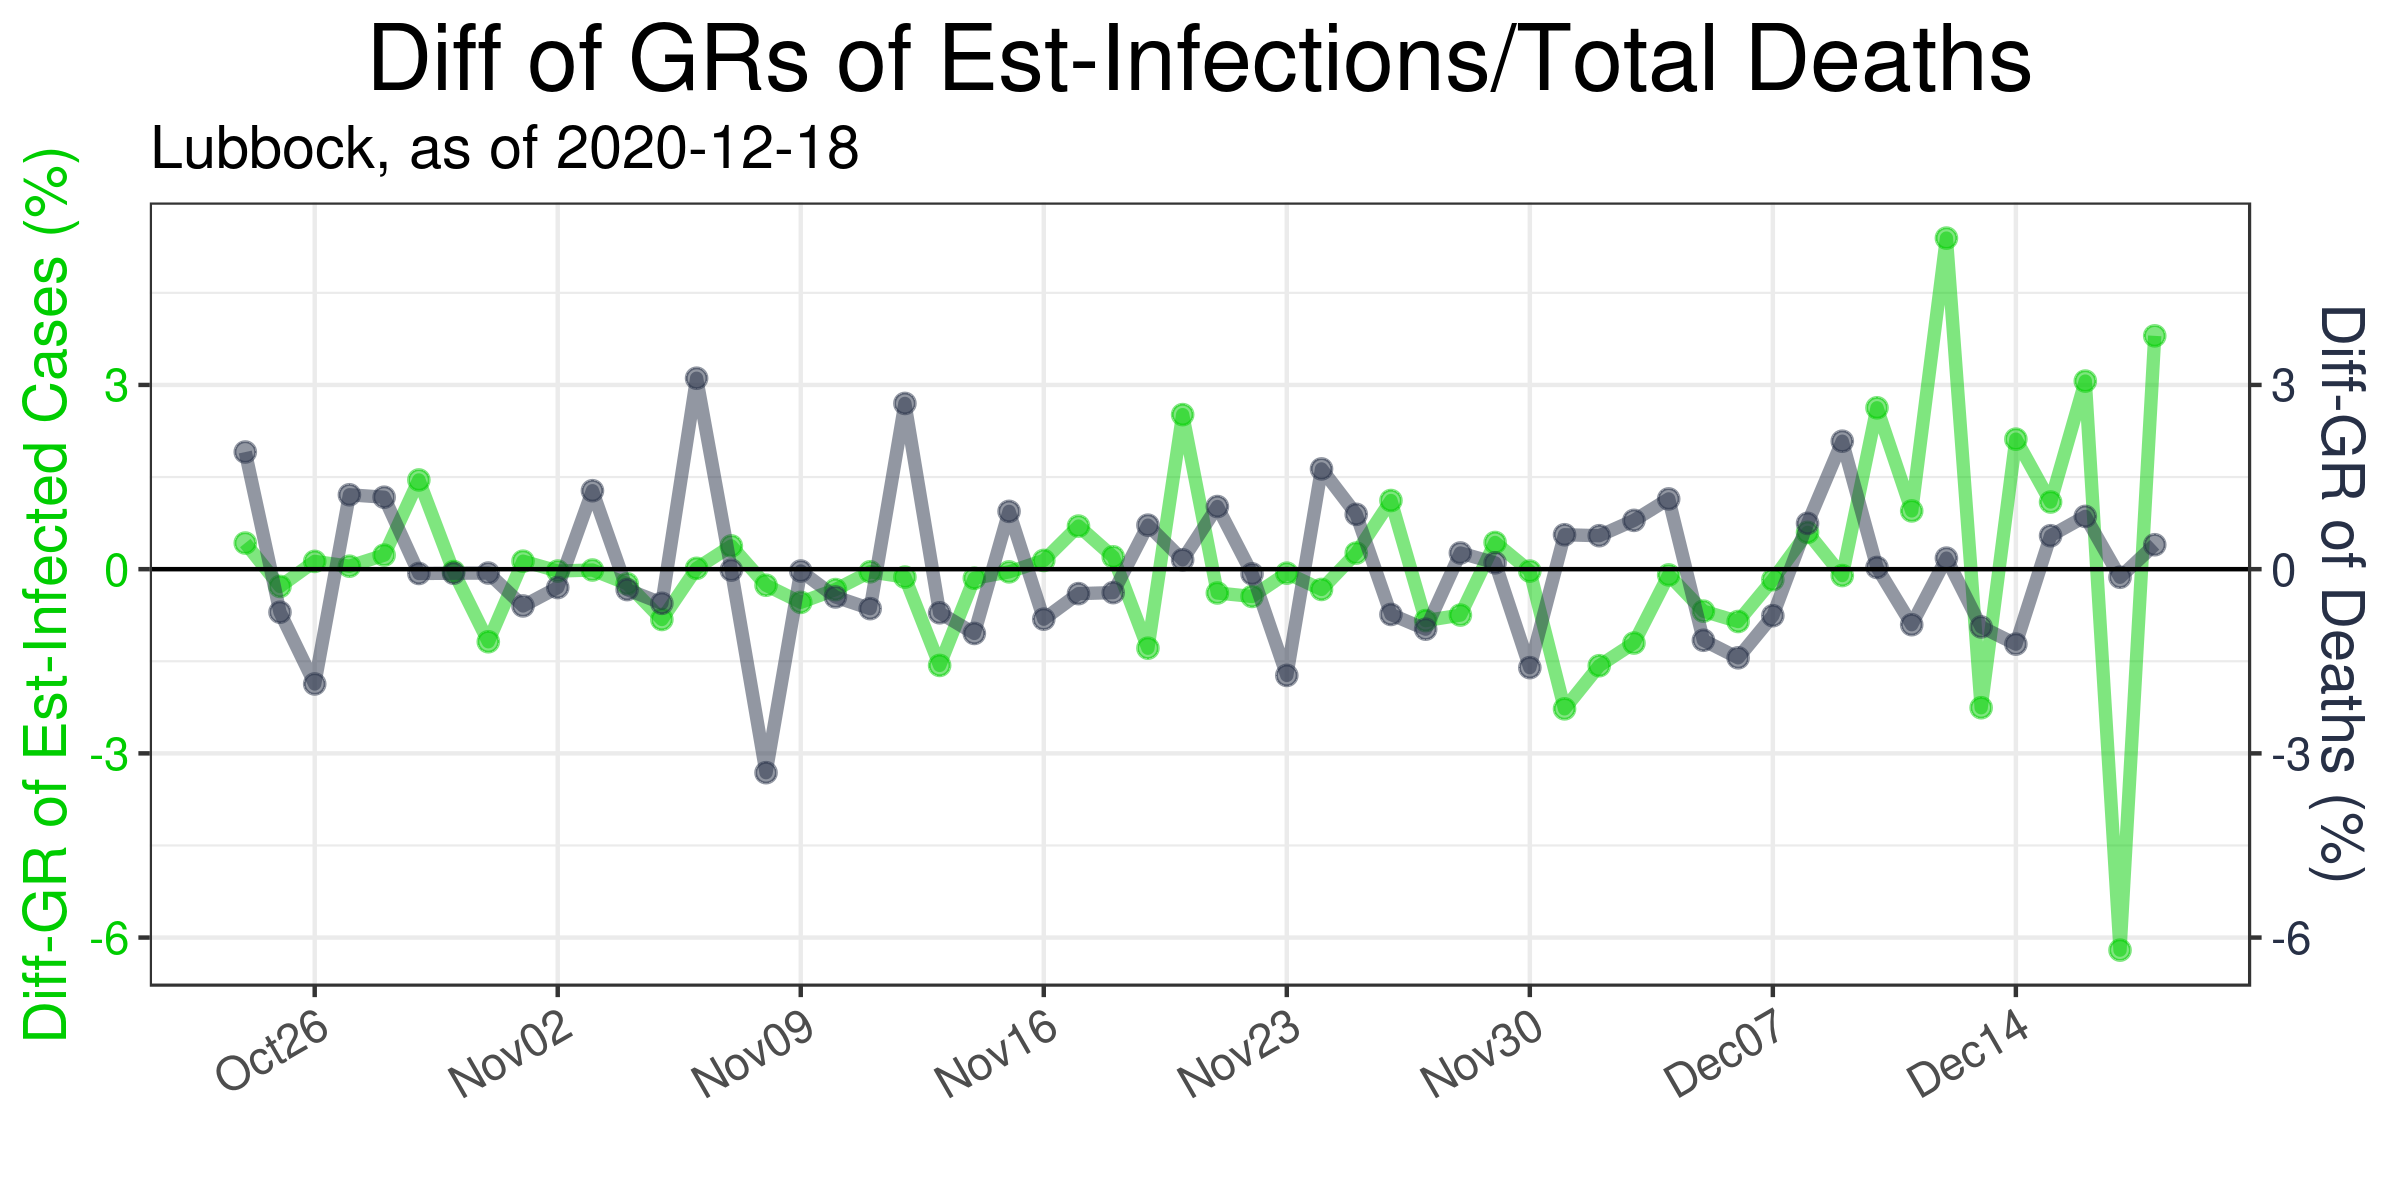 Diff of GRs of Est-Infections/Total Deaths
Lubbock, as of 2020-12-18
Diff-GR of Est-Infected Cases (%)
3
0
-3
-6
3
0
-3
-6
Diff-GR of Deaths (%)
Oct26
Nov02
Nov09
Nov16
Nov23
Nov30
Dec07
Dec14